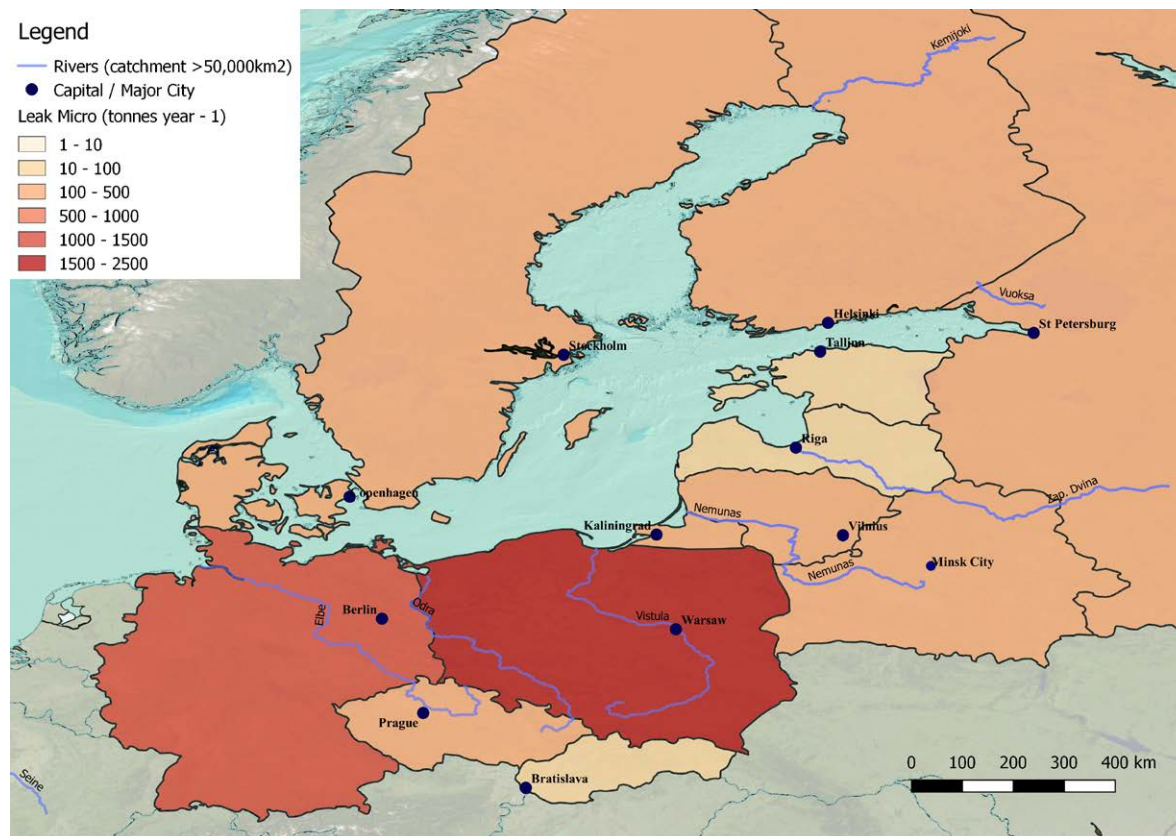 Legend
Rivers (catchment >50,000km2)
Capital / Major City
Leak Micro (tonnes year - 1)
1 - 10
10 - 100
100 - 500
500 - 1000
1000 - 1500
1500 - 2500
Kemijoki
Vuoksa
Helsinki
St Petersburg
Stockholm
Tallinn
Riga
Copenhagen
Zap. Dvina
Nemunas
Kaliningrad
Vilnius
Minsk City
Nemunas
Odra
Elbe
Berlin
Vistula
Warsaw
Prague
Seine
Bratislava
0 100 200 300 400 km